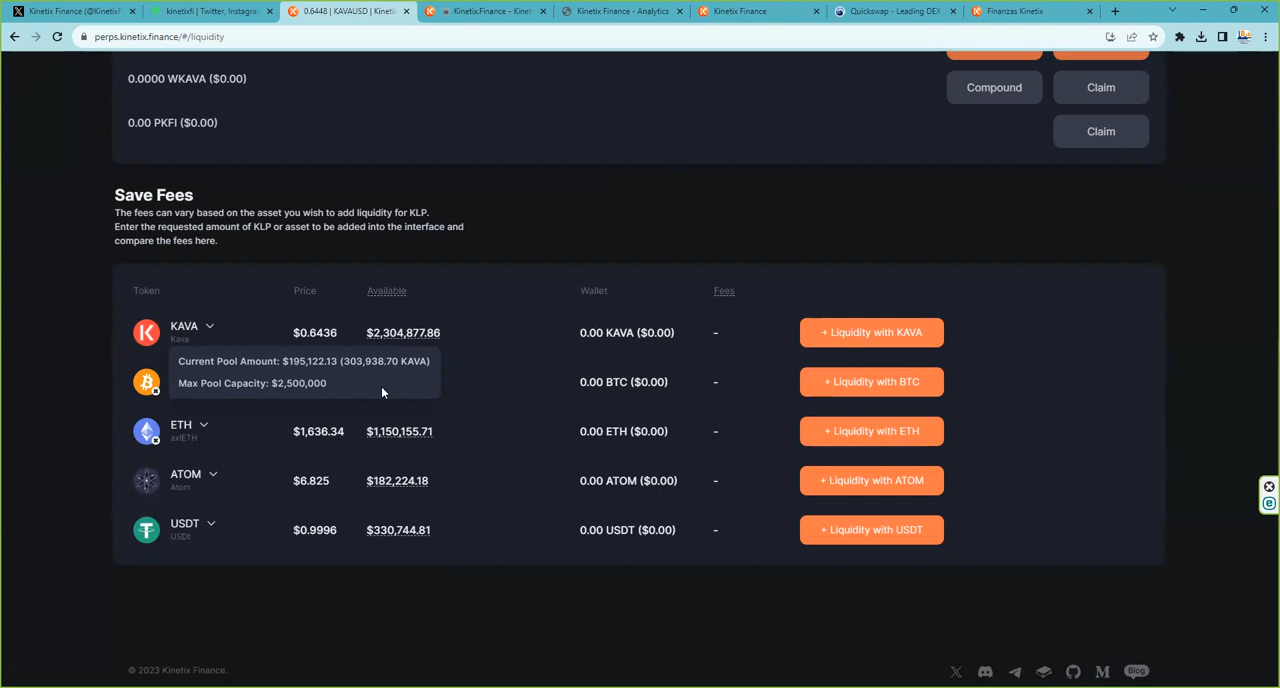 Kinetix Finance (@KinetixF
kinetixfi | Twitter, Instagram
0.6448 | KAVAUSD | Kinetix
Kinetix.Finance - Kinet
Kinetix Finance - Analytics
Kinetix Finance
Quickswap - Leading DEX
Finanzas Kinetix
perps.kinetix.finance/#/liquidity
0.0000 WKAVA ($0.00)
Compound
Claim
0.00 PKFI ($0.00)
Claim
Save Fees
The fees can vary based on the asset you wish to add liquidity for KLP.
Enter the requested amount of KLP or asset to be added into the interface and
compare the fees here.
Token Price Available Wallet Fees
KAVA $0.6436 $2,304,877.86 0.00 KAVA ($0.00) - + Liquidity with KAVA
Kava
Current Pool Amount: $195,122.13 (303,938.70 KAVA)
Max Pool Capacity: $2,500,000
0.00 BTC ($0.00) - + Liquidity with BTC
ETH $1,636.34 $1,150,155.71 0.00 ETH ($0.00) - + Liquidity with ETH
axlETH
ATOM $6.825 $182,224.18 0.00 ATOM ($0.00) - + Liquidity with ATOM
Atom
USDT $0.9996 $330,744.81 0.00 USDT ($0.00) - + Liquidity with USDT
USDt
© 2023 Kinetix Finance.
Blog